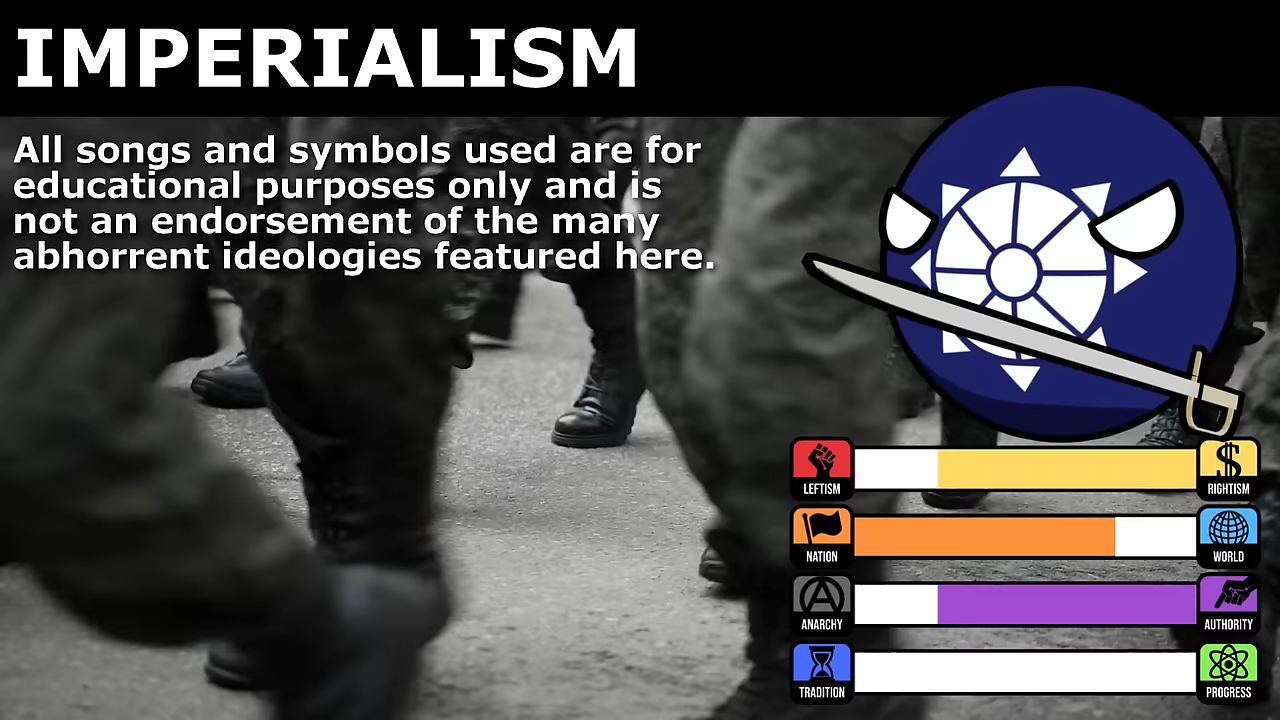 IMPERIALISM
All songs and symbols used are for
educational purposes only and is
not an endorsement of the many
abhorrent ideologies featured here.
$
LEFTISM
RIGHTISM
NATION
WORLD
ANARCHY
AUTHORITY
TRADITION
PROGRESS